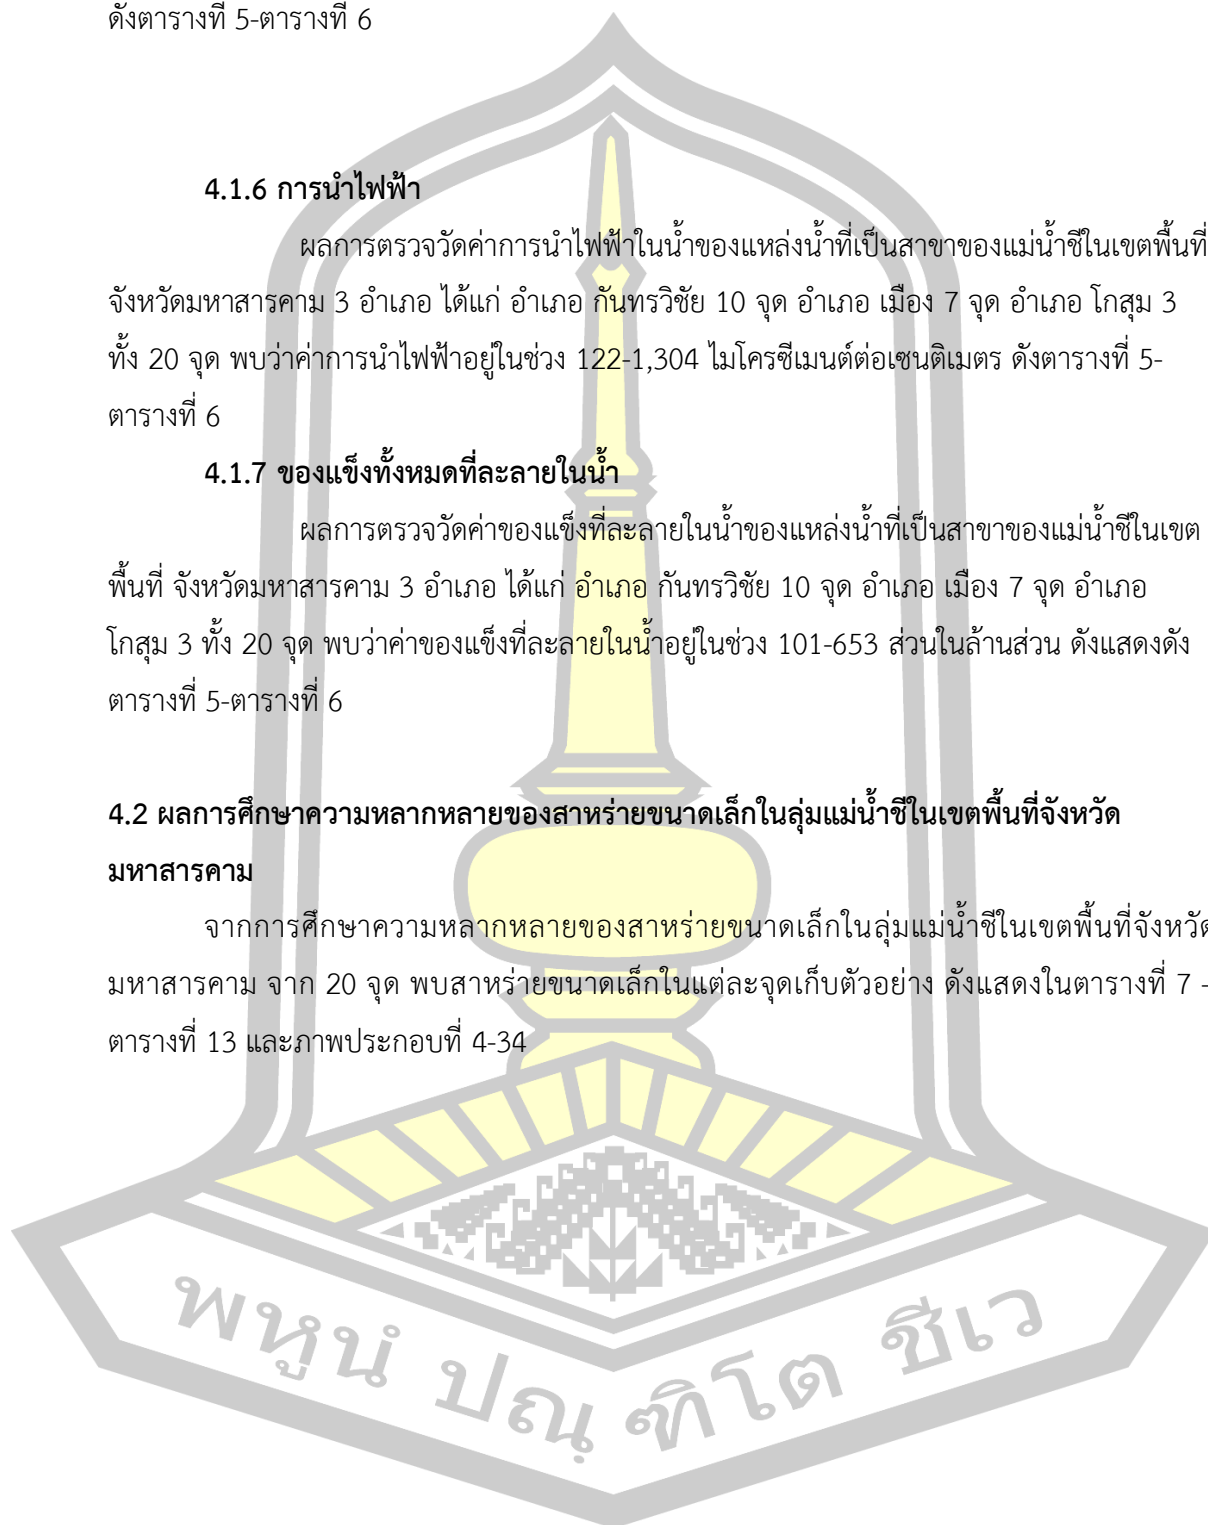 ดังตารางที่ 5-ตารางที่ 6
4.1.6 การนำไฟฟ้า
ผลการตรวจวัดค่าการนำไฟฟ้าในน้ำของแหล่งน้ำที่เป็นสาขาของแม่น้ำชีในเขตพื้นที่
จังหวัดมหาสารคาม 3 อำเภอ ได้แก่ อำเภอ กันทรวิชัย 10 จุด อำเภอ เมือง 7 จุด อำเภอ โกสุม 3
ทั้ง 20 จุด พบว่าค่าการนำไฟฟ้าอยู่ในช่วง 122-1,304 ไมโครซีเมนต์ต่อเซนติเมตร ดังตารางที่ 5-
ตารางที่ 6
4.1.7 ของแข็งทั้งหมดที่ละลายในน้ำ
ผลการตรวจวัดค่าของแข็งที่ละลายในน้ำของแหล่งน้ำที่เป็นสาขาของแม่น้ำชีในเขต
พื้นที่ จังหวัดมหาสารคาม 3 อำเภอ ได้แก่ อำเภอ กันทรวิชัย 10 จุด อำเภอ เมือง 7 จุด อำเภอ
โกสุม 3 ทั้ง 20 จุด พบว่าค่าของแข็งที่ละลายในน้ำอยู่ในช่วง 101-653 ส่วนในล้านส่วน ดังแสดงดัง
ตารางที่ 5-ตารางที่ 6
4.2 ผลการศึกษาความหลากหลายของสาหร่ายขนาดเล็กในลุ่มแม่น้ำชีในเขตพื้นที่จังหวัด
มหาสารคาม
จากการศึกษาความหลากหลายของสาหร่ายขนาดเล็กในลุ่มแม่น้ำชีในเขตพื้นที่จังหวัด
มหาสารคาม จาก 20 จุด พบสาหร่ายขนาดเล็กในแต่ละจุดเก็บตัวอย่าง ดังแสดงในตารางที่ 7 -
ตารางที่ 13 และภาพประกอบที่ 4-34
พหูนํ ปณฺฑิโต ชีเว